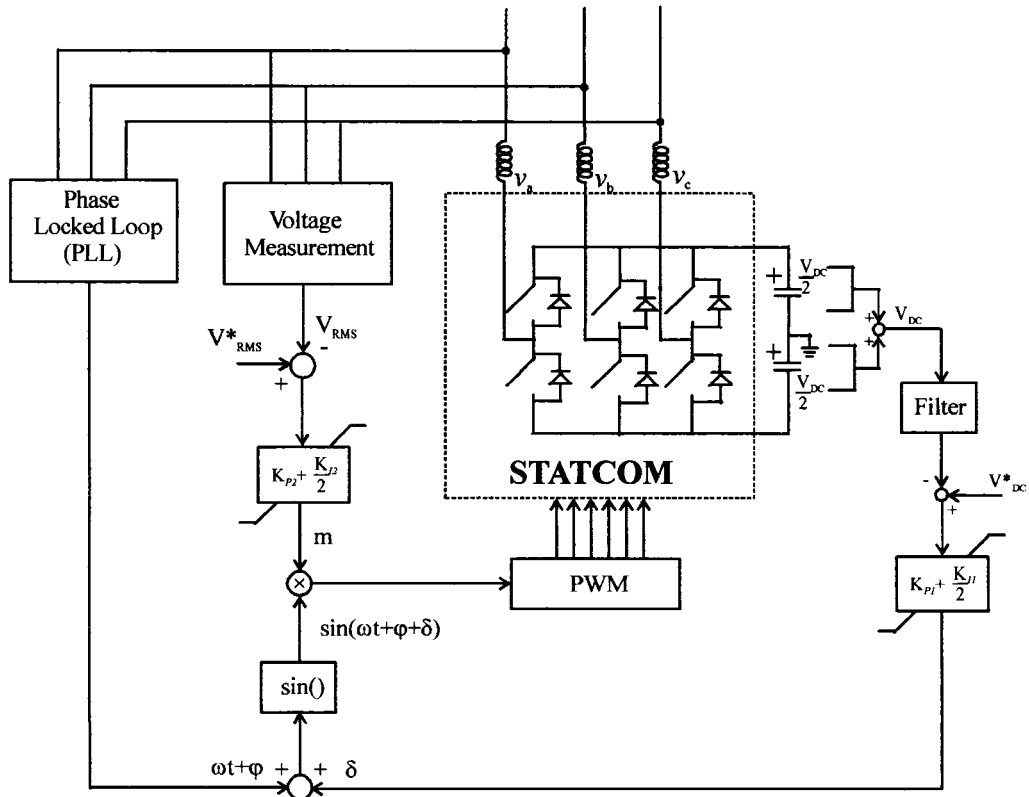 Phase
Locked Loop
(PLL)
Voltage
Measurement
v_a
v_b
v_c
+
V_DC
2
+
V_DC
2
+
+
V_DC
Filter
-
V*_DC
+
K_P1 + K_I1
2
V*_RMS
V_RMS
-
+
K_P2 + K_I2
2
m
×
STATCOM
PWM
sin(ωt+φ+δ)
sin()
ωt+φ
+
+
δ